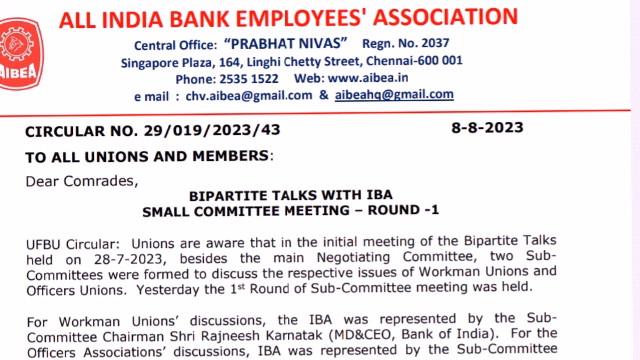 ALL INDIA BANK EMPLOYEES' ASSOCIATION
Central Office: “PRABHAT NIVAS” Regn. No. 2037
Singapore Plaza, 164, Linghi Chetty Street, Chennai-600 001
Phone: 2535 1522 Web: www.aibea.in
e mail : chv.aibea@gmail.com & aibeahq@gmail.com
AIBEA
CIRCULAR NO. 29/019/2023/43 8-8-2023
TO ALL UNIONS AND MEMBERS:
Dear Comrades,
BIPARTITE TALKS WITH IBA
SMALL COMMITTEE MEETING – ROUND -1
UFBU Circular: Unions are aware that in the initial meeting of the Bipartite Talks
held on 28-7-2023, besides the main Negotiating Committee, two Sub-
Committees were formed to discuss the respective issues of Workman Unions and
Officers Unions. Yesterday the 1st Round of Sub-Committee meeting was held.
For Workman Unions’ discussions, the IBA was represented by the Sub-
Committee Chairman Shri Rajneesh Karnatak (MD&CEO, Bank of India). For the
Officers Associations’ discussions, IBA was represented by the Sub-Committee